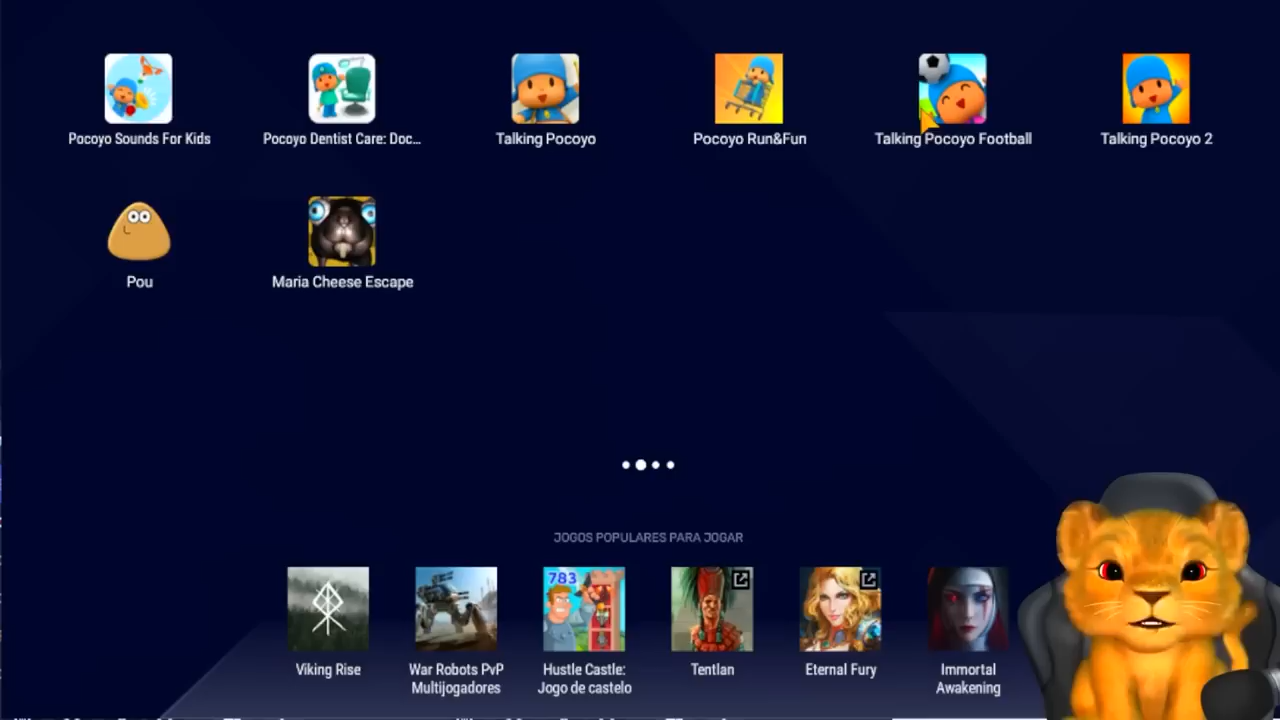 Pocoyo Sounds For Kids
Pocoyo Dentist Care: Doc...
Talking Pocoyo
Pocoyo Run&Fun
Talking Pocoyo Football
Talking Pocoyo 2
Pou
Maria Cheese Escape
JOGOS POPULARES PARA JOGAR
783
Viking Rise
War Robots PvP
Multijogadores
Hustle Castle:
Jogo de castelo
Tentlan
Eternal Fury
Immortal
Awakening